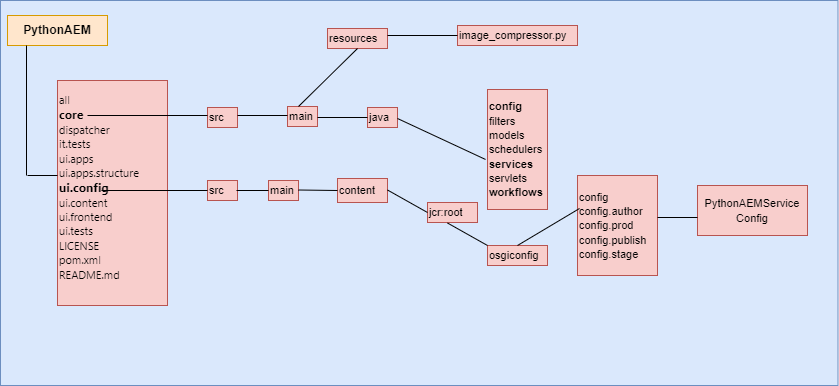 PythonAEM
all
core
dispatcher
it.tests
ui.apps
ui.apps.structure
ui.config
ui.content
ui.frontend
ui.tests
LICENSE
pom.xml
README.md
src
main
resources
image_compressor.py
java
config
filters
models
schedulers
services
servlets
workflows
src
main
content
jcr:root
osgiconfig
config
config.author
config.prod
config.publish
config.stage
PythonAEMService
Config